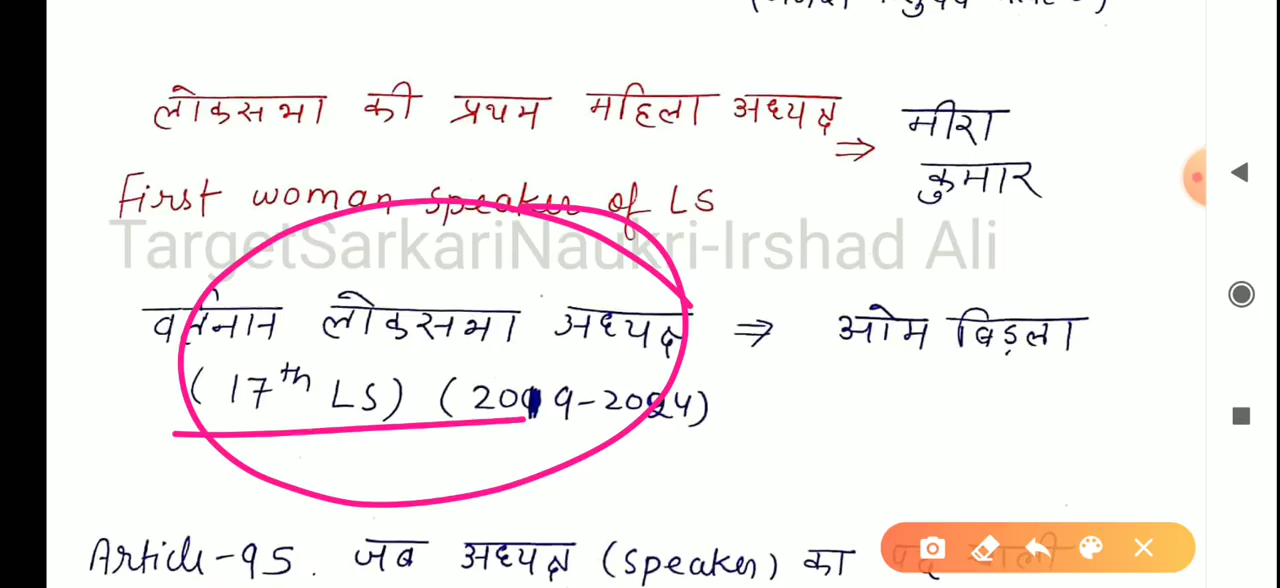 लोकसभा की प्रथम महिला अध्यक्ष ⇒ मीरा कुमार
First woman speaker of LS
TargetSarkariNaukri-Irshad Ali
वर्तमान लोकसभा अध्यक्ष ⇒ ओम बिड़ला
(17th LS) (2019-2024)
Article-95. जब अध्यक्ष (speaker) का